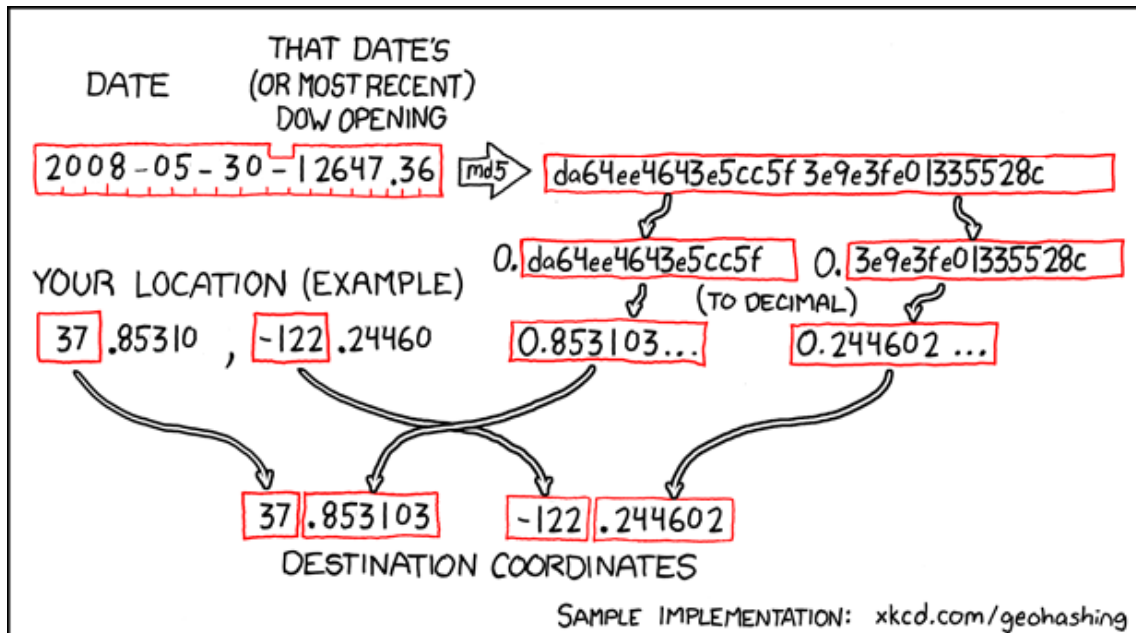 DATE
THAT DATE'S
(OR MOST RECENT)
DOW OPENING
2008-05-30-12647.36
md5
da64ee4643e5cc5f3e9e3fe01335528c
0.da64ee4643e5cc5f
0.3e9e3fe01335528c
YOUR LOCATION (EXAMPLE)
(TO DECIMAL)
37.85310, -122.24460
0.853103...
0.244602...
37.853103
-122.244602
DESTINATION COORDINATES
SAMPLE IMPLEMENTATION: xkcd.com/geohashing